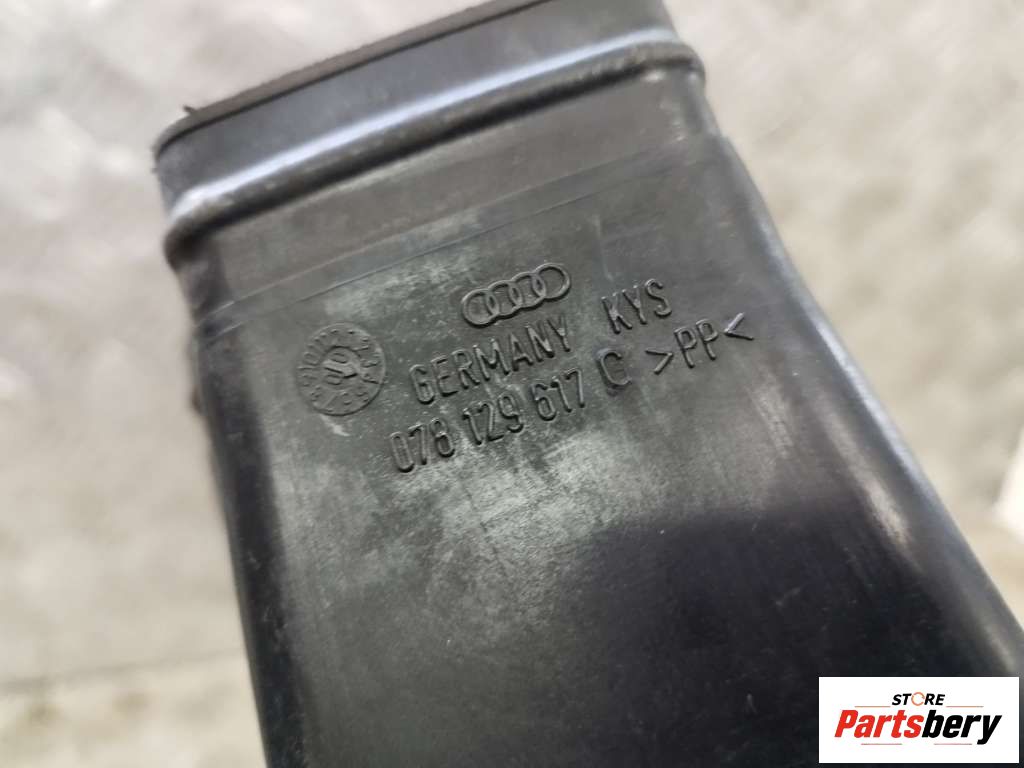 GERMANY KYS
078 129 617 C >PP<
STORE
Partsbery